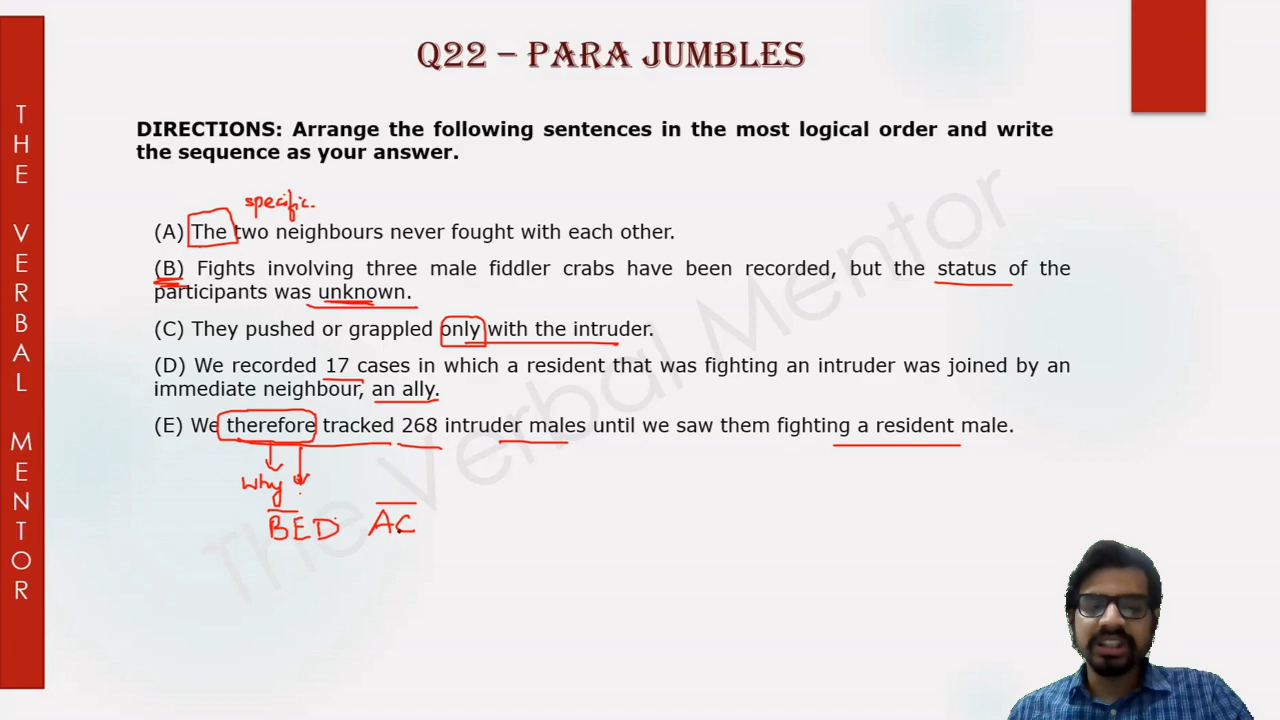 Q22 – PARA JUMBLES
THE VERBAL MENTOR
DIRECTIONS: Arrange the following sentences in the most logical order and write
the sequence as your answer.
specific.
(A) The two neighbours never fought with each other.
(B) Fights involving three male fiddler crabs have been recorded, but the status of the
participants was unknown.
(C) They pushed or grappled only with the intruder.
(D) We recorded 17 cases in which a resident that was fighting an intruder was joined by an
immediate neighbour, an ally.
(E) We therefore tracked 268 intruder males until we saw them fighting a resident male.
why
BED AC
The Verbal Mentor